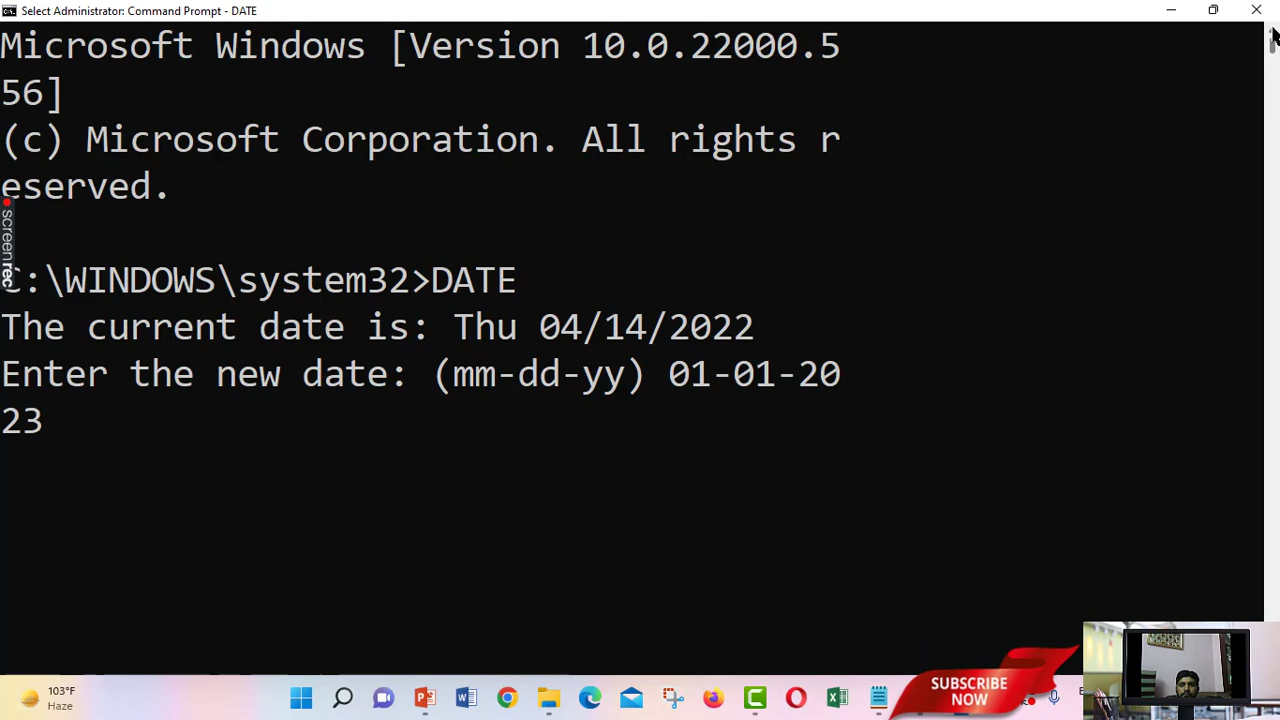 Select Administrator: Command Prompt - DATE
Microsoft Windows [Version 10.0.22000.5
56]
(c) Microsoft Corporation. All rights r
eserved.
C:\WINDOWS\system32>DATE
The current date is: Thu 04/14/2022
Enter the new date: (mm-dd-yy) 01-01-20
23
screenrec
103°F
Haze
SUBSCRIBE
NOW